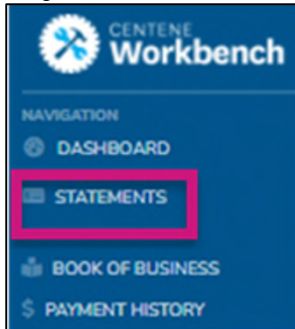 CENTENE
Workbench
NAVIGATION
DASHBOARD
STATEMENTS
BOOK OF BUSINESS
$ PAYMENT HISTORY